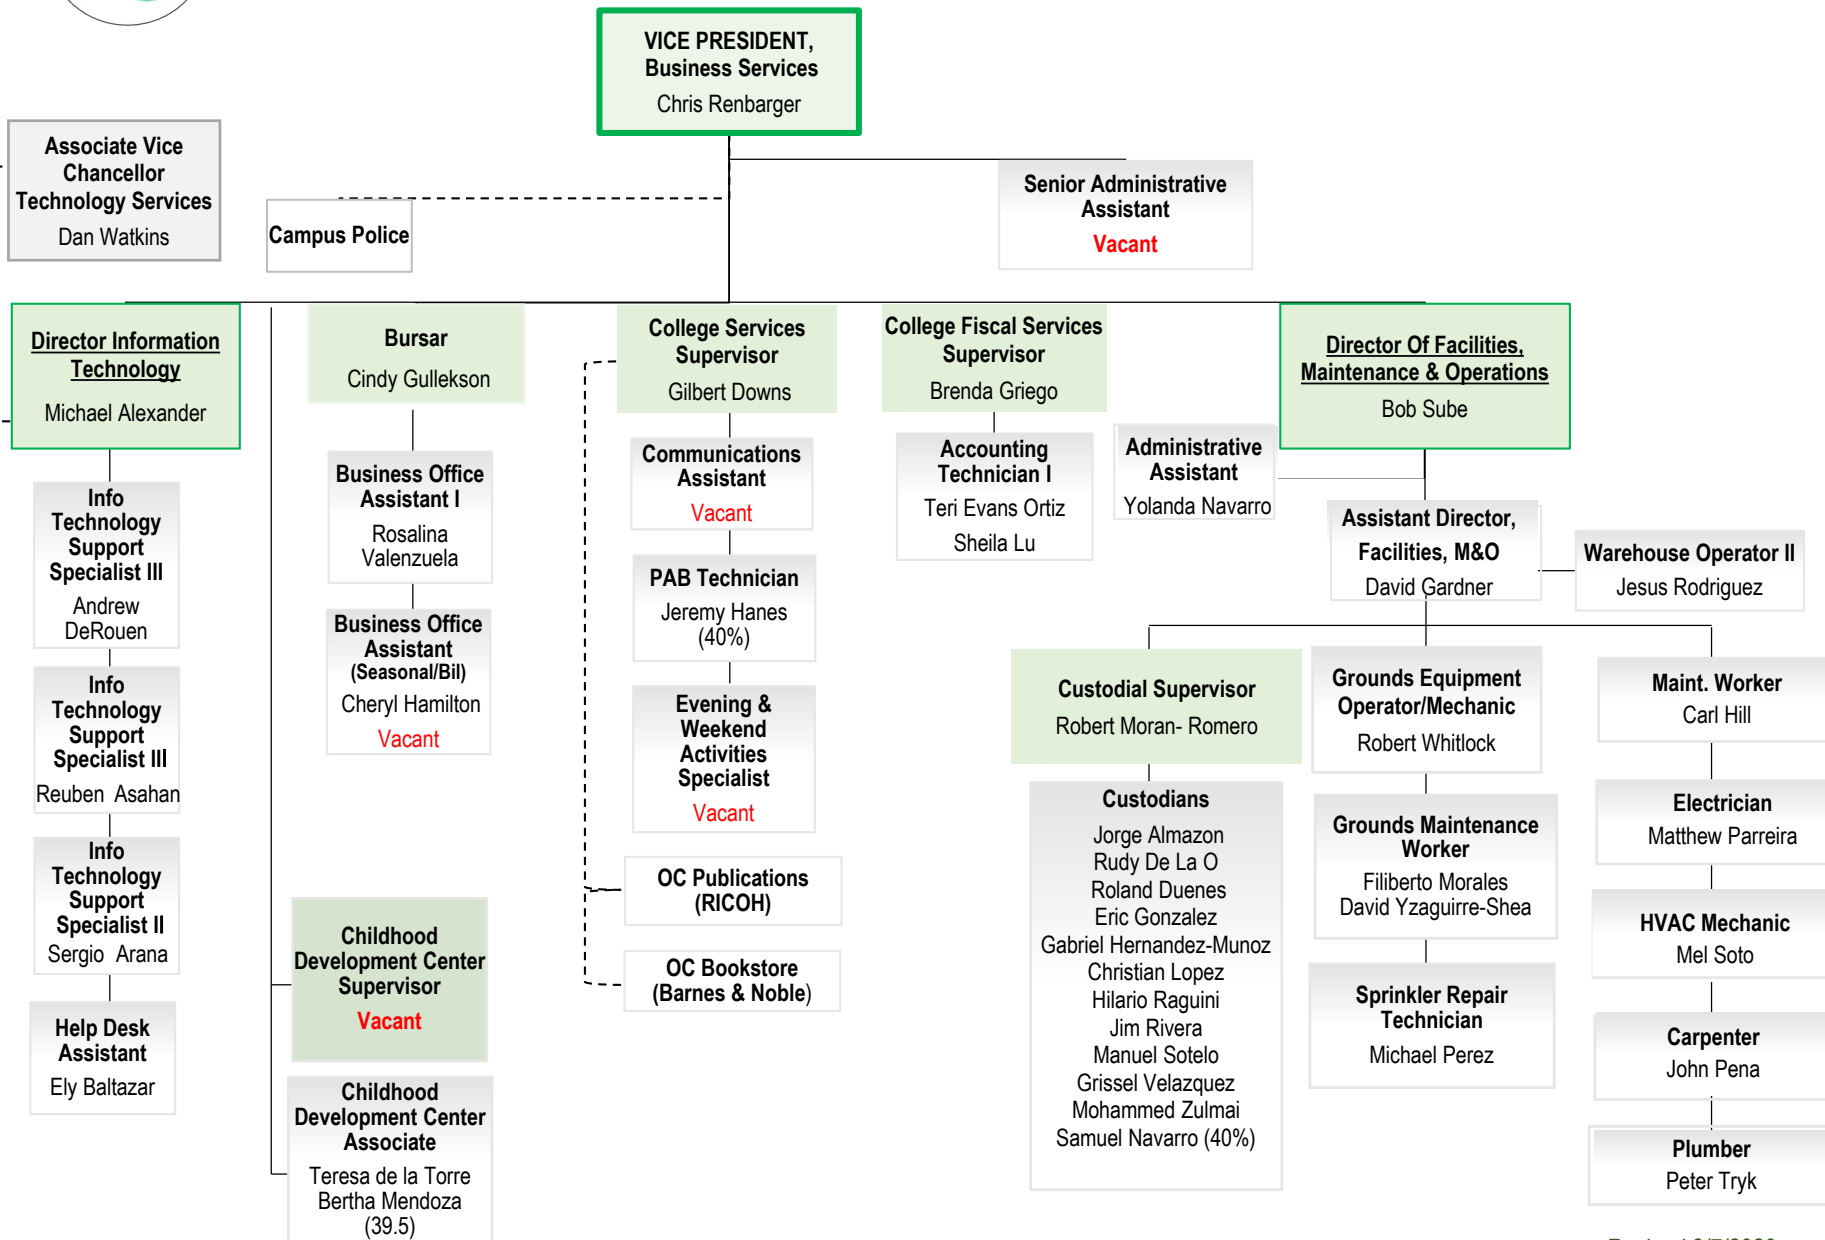 VICE PRESIDENT,
Business Services
Chris Renbarger
Associate Vice
Chancellor
Technology Services
Dan Watkins
Campus Police
Senior Administrative
Assistant
Vacant
Director Information
Technology
Michael Alexander
Info
Technology
Support
Specialist III
Andrew
DeRouen
Info
Technology
Support
Specialist III
Reuben Asahan
Info
Technology
Support
Specialist II
Sergio Arana
Help Desk
Assistant
Ely Baltazar
Bursar
Cindy Gullekson
Business Office
Assistant I
Rosalina
Valenzuela
Business Office
Assistant
(Seasonal/Bil)
Cheryl Hamilton
Vacant
Childhood
Development Center
Supervisor
Vacant
Childhood
Development Center
Associate
Teresa de la Torre
Bertha Mendoza
(39.5)
College Services
Supervisor
Gilbert Downs
Communications
Assistant
Vacant
PAB Technician
Jeremy Hanes
(40%)
Evening &
Weekend
Activities
Specialist
Vacant
OC Publications
(RICOH)
OC Bookstore
(Barnes & Noble)
College Fiscal Services
Supervisor
Brenda Griego
Accounting
Technician I
Teri Evans Ortiz
Sheila Lu
Director Of Facilities,
Maintenance & Operations
Bob Sube
Administrative
Assistant
Yolanda Navarro
Assistant Director,
Facilities, M&O
David Gardner
Warehouse Operator II
Jesus Rodriguez
Custodial Supervisor
Robert Moran- Romero
Custodians
Jorge Almazon
Rudy De La O
Roland Duenes
Eric Gonzalez
Gabriel Hernandez-Munoz
Christian Lopez
Hilario Raguini
Jim Rivera
Manuel Sotelo
Grissel Velazquez
Mohammed Zulmai
Samuel Navarro (40%)
Grounds Equipment
Operator/Mechanic
Robert Whitlock
Grounds Maintenance
Worker
Filiberto Morales
David Yzaguirre-Shea
Sprinkler Repair
Technician
Michael Perez
Maint. Worker
Carl Hill
Electrician
Matthew Parreira
HVAC Mechanic
Mel Soto
Carpenter
John Pena
Plumber
Peter Tryk